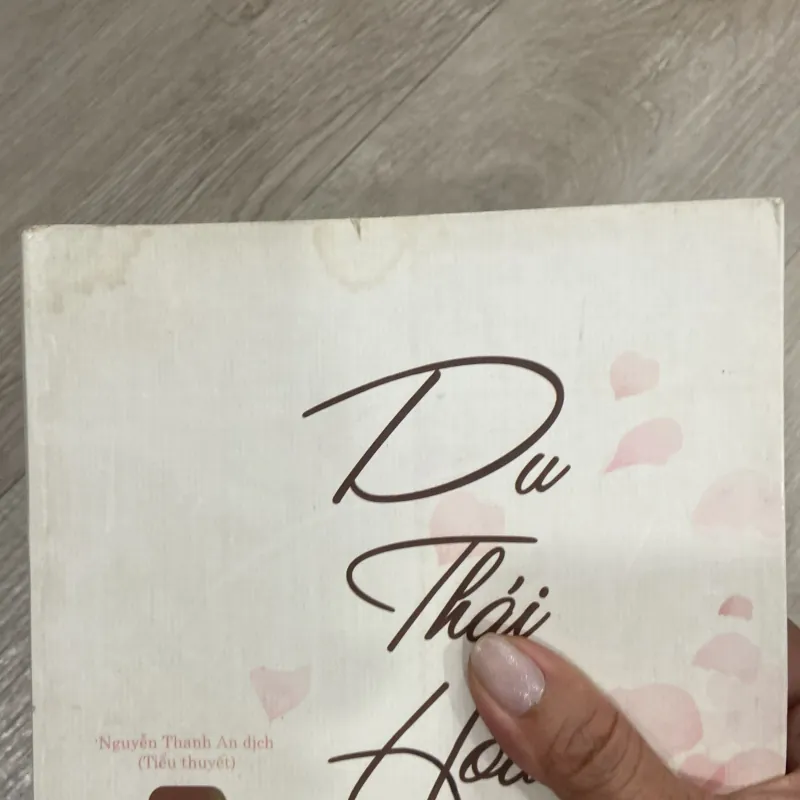 Du
Thái
Nguyễn Thanh An dịch
(Tiểu thuyết)